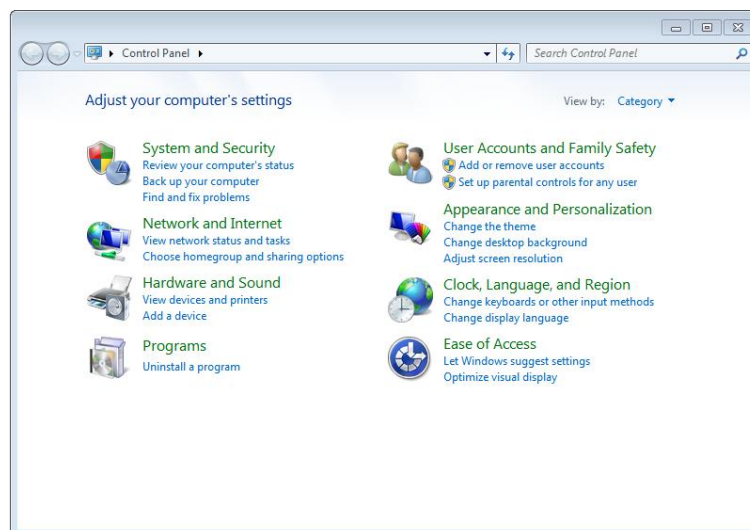 Control Panel
Search Control Panel
Adjust your computer's settings
View by: Category
System and Security
Review your computer's status
Back up your computer
Find and fix problems
Network and Internet
View network status and tasks
Choose homegroup and sharing options
Hardware and Sound
View devices and printers
Add a device
Programs
Uninstall a program
User Accounts and Family Safety
Add or remove user accounts
Set up parental controls for any user
Appearance and Personalization
Change the theme
Change desktop background
Adjust screen resolution
Clock, Language, and Region
Change keyboards or other input methods
Change display language
Ease of Access
Let Windows suggest settings
Optimize visual display